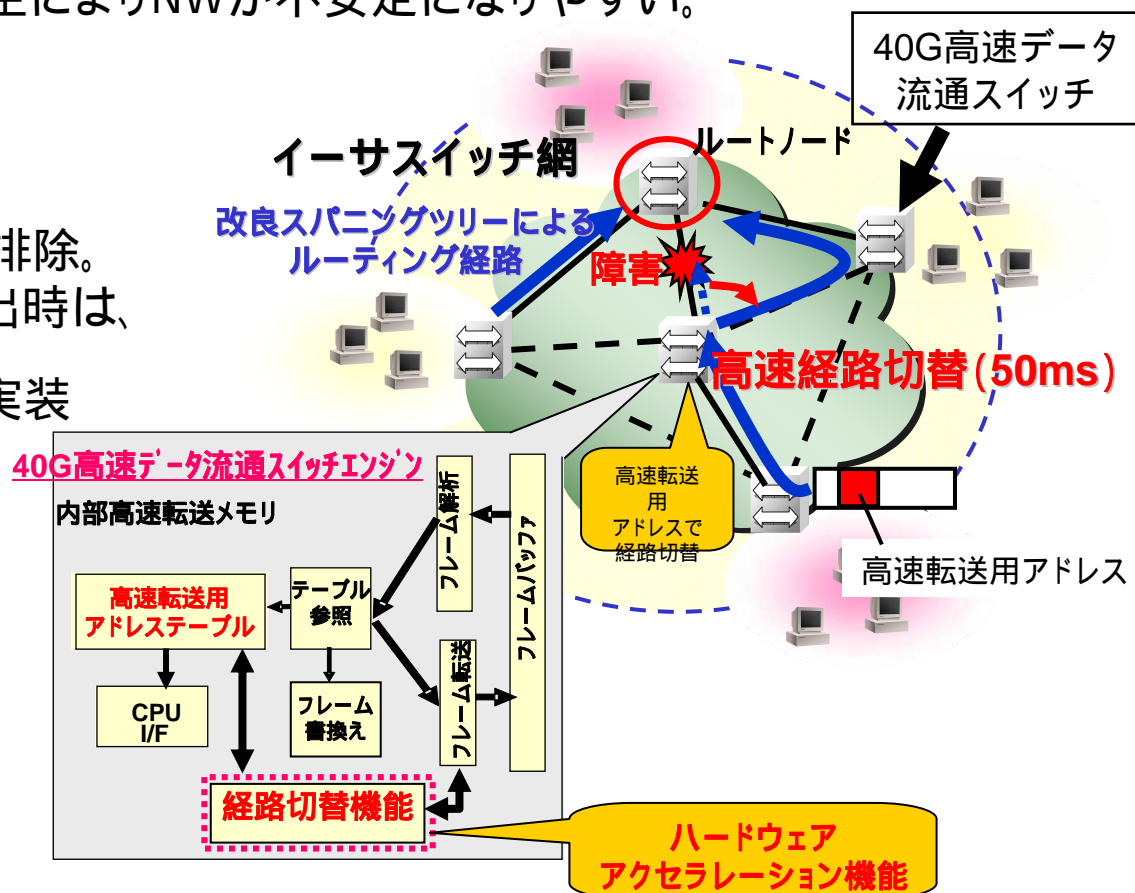 生によりNWが不安定になりやすい。
40G高速データ
流通スイッチ
イーサスイッチ網
ルートノード
改良スパニングツリーによる
ルーティング経路
排除。
障害
出時は、
高速経路切替(50ms)
実装
40G高速ﾃﾞｰﾀ流通ｽｲｯﾁｴﾝｼﾞﾝ
内部高速転送メモリ
高速転送
用
アドレスで
経路切替
高速転送用アドレス
フレーム解析
フレームバッファ
高速転送用
アドレステーブル
テーブル
参照
フレーム転送
CPU
I/F
フレーム
書換え
経路切替機能
ハードウェア
アクセラレーション機能